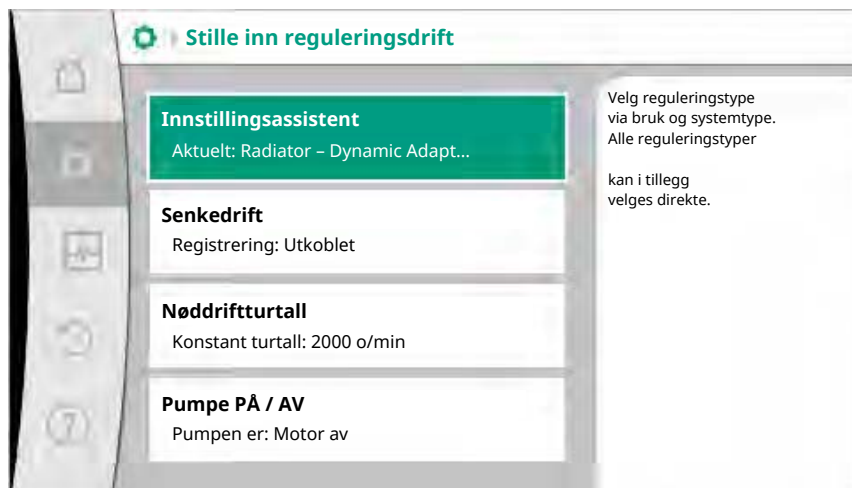 Stille inn reguleringsdrift
Innstillingsassistent
Aktuelt: Radiator – Dynamic Adapt...
Senkedrift
Registrering: Utkoblet
Nøddriftturtall
Konstant turtall: 2000 o/min
Pumpe PÅ / AV
Pumpen er: Motor av
Velg reguleringstype
via bruk og systemtype.
Alle reguleringstyper
kan i tillegg
velges direkte.
?